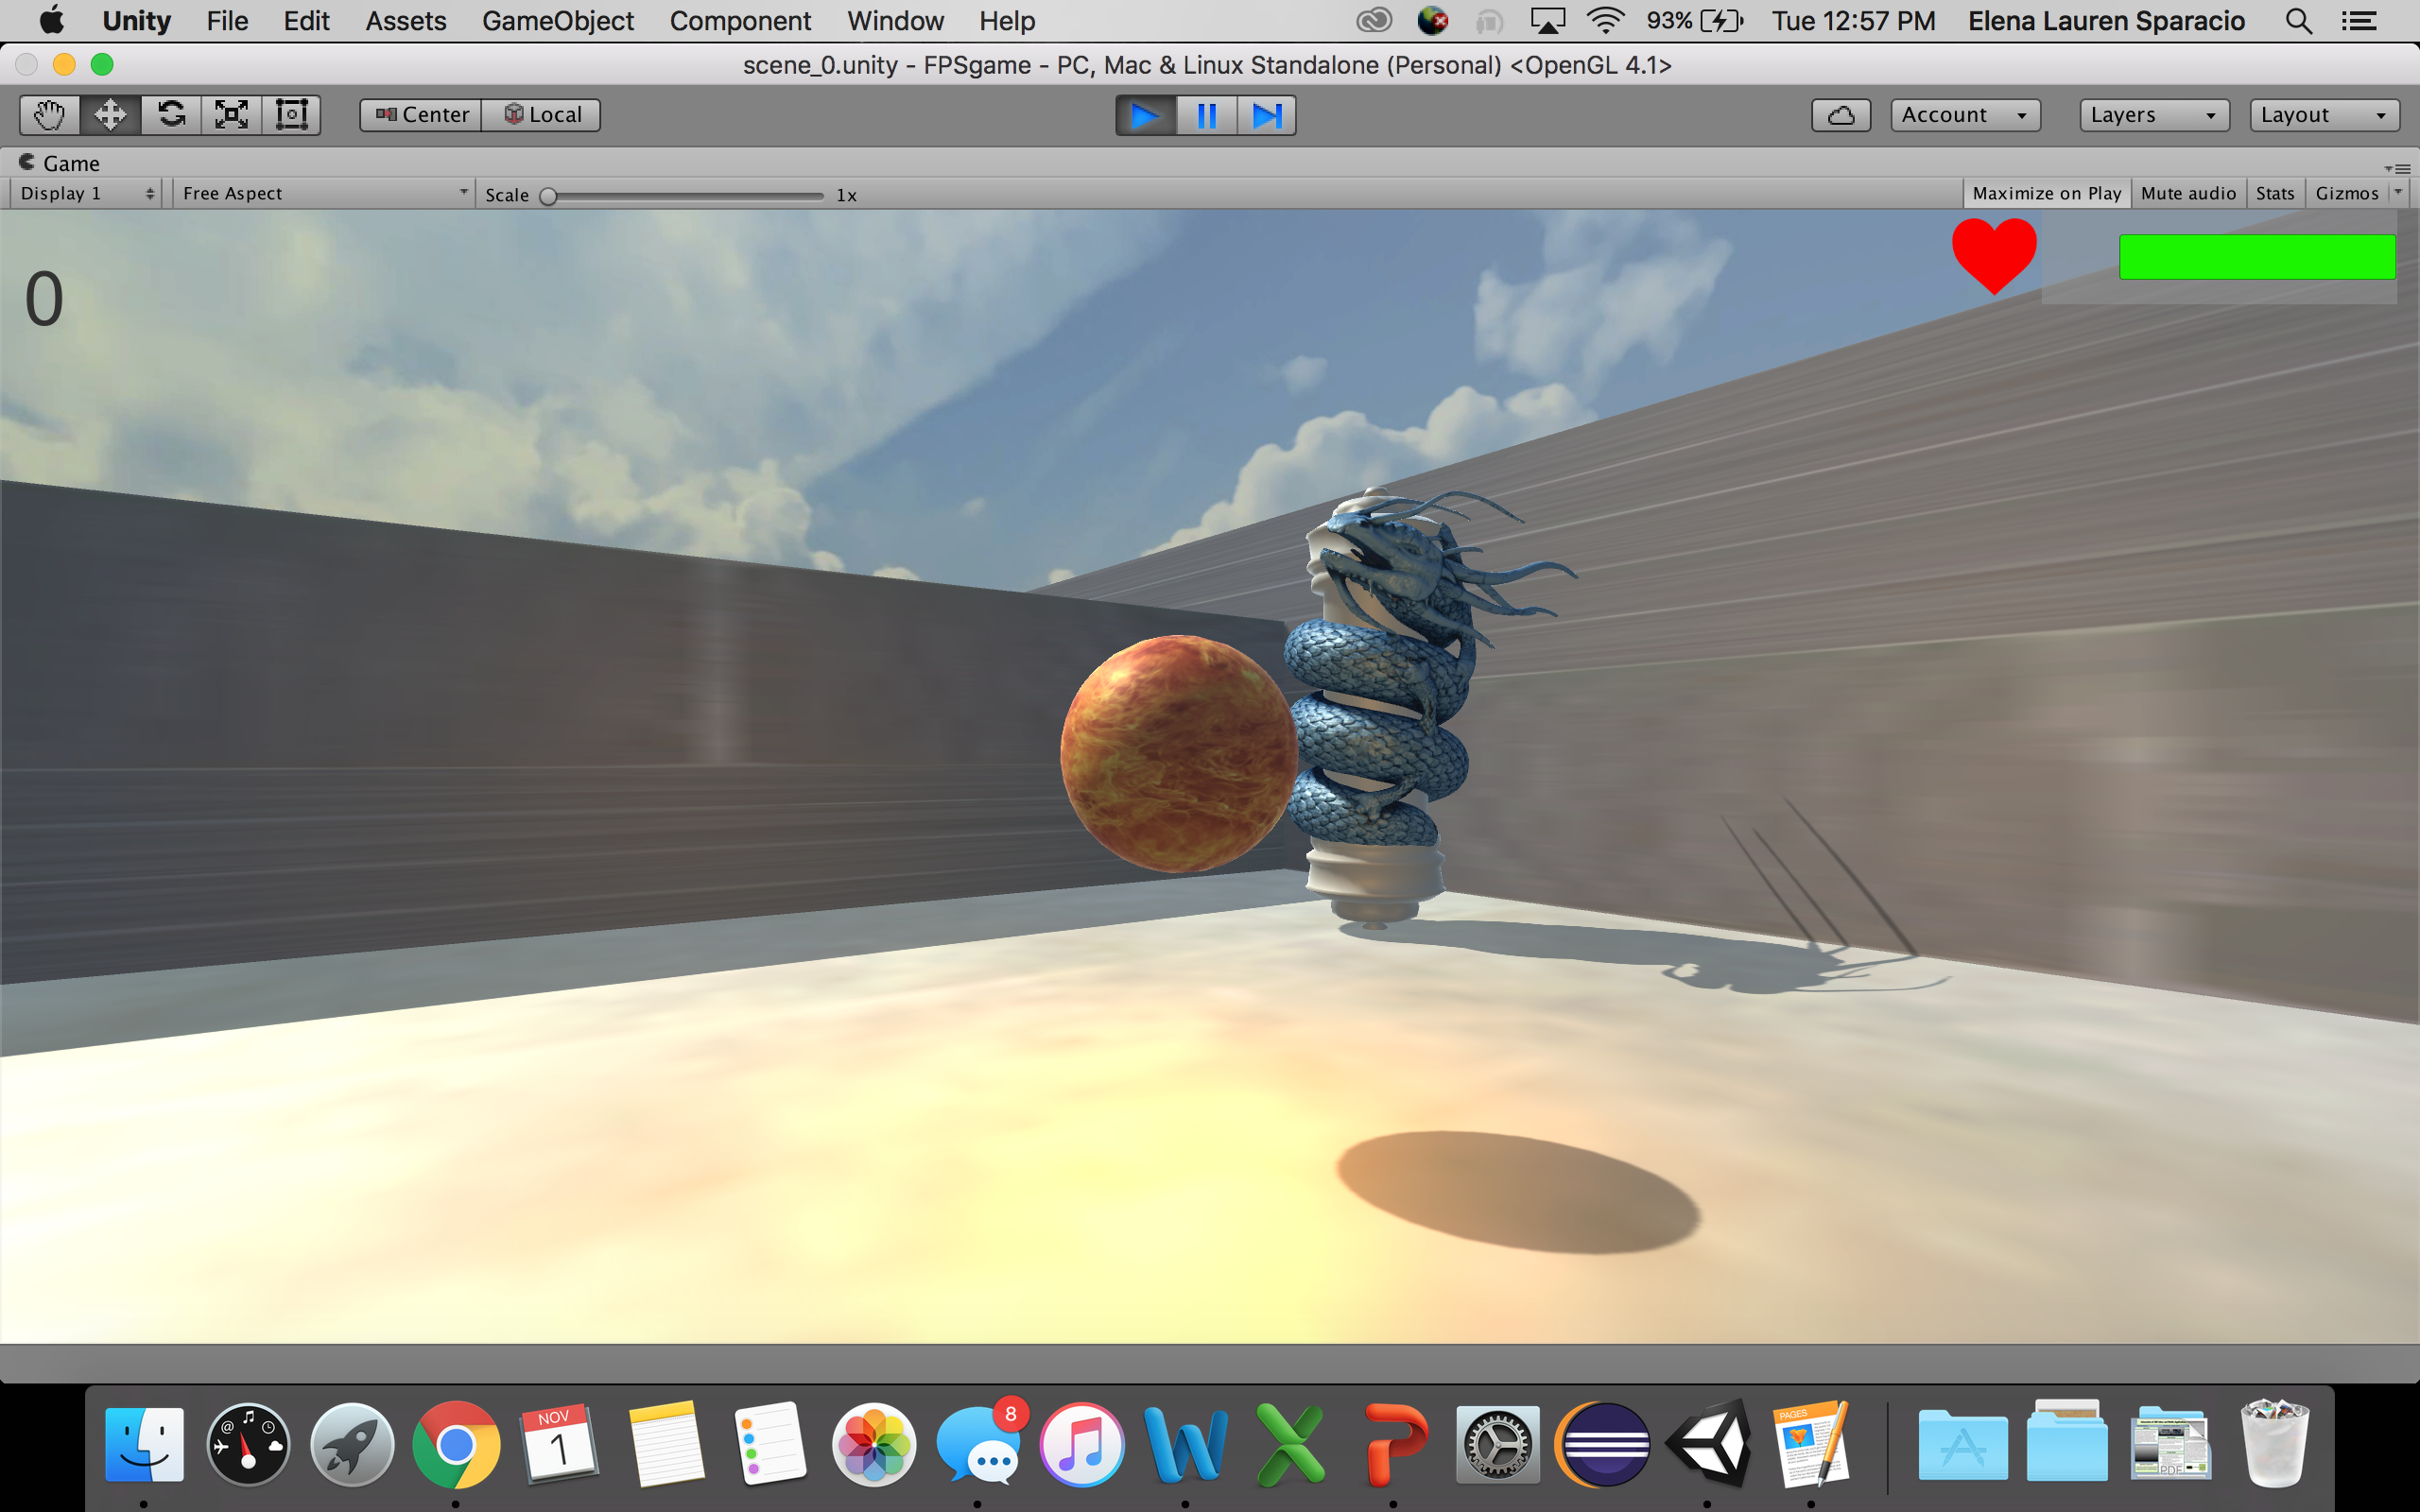 Unity File Edit Assets GameObject Component Window Help 93% Tue 12:57 PM Elena Lauren Sparacio
scene_0.unity - FPSgame - PC, Mac & Linux Standalone (Personal) <OpenGL 4.1>
Center Local Account Layers Layout
Game
Display 1 Free Aspect Scale 1x Maximize on Play Mute audio Stats Gizmos
0
NOV
1
8
W X P
PAGES
PDF